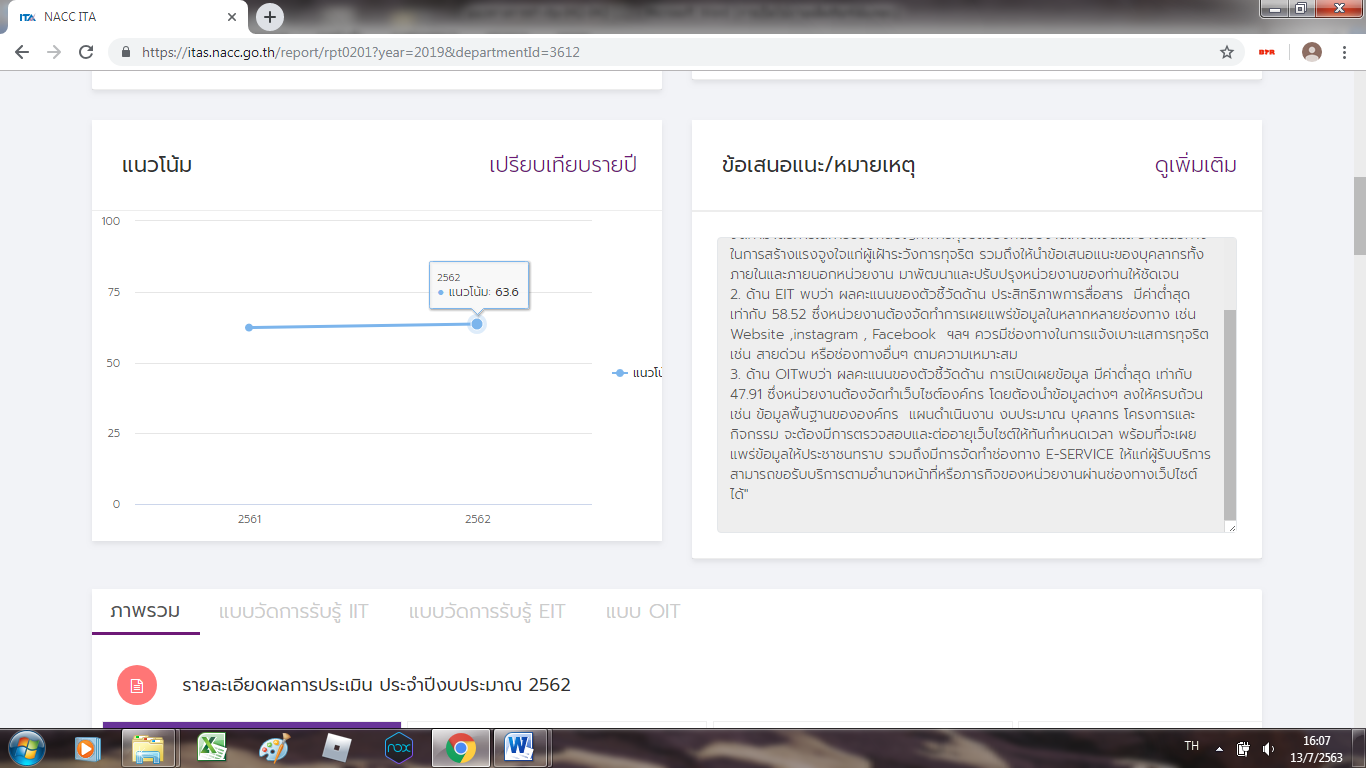 NACC ITA
https://itas.nacc.go.th/report/rpt0201?year=2019&departmentId=3612
แนวโน้ม
เปรียบเทียบรายปี
100
75
50
25
0
2561
2562
2562
แนวโน้ม: 63.6
ข้อเสนอแนะ/หมายเหตุ
ดูเพิ่มเติม
ในการสร้างแรงจูงใจแก่ผู้เฝ้าระวังการทุจริต รวมถึงให้นำข้อเสนอแนะของบุคลากรทั้ง
ภายในและภายนอกหน่วยงาน มาพัฒนาและปรับปรุงหน่วยงานของท่านให้ชัดเจน
2. ด้าน EIT พบว่า ผลคะแนนของตัวชี้วัดด้าน ประสิทธิภาพการสื่อสาร มีค่าต่ำสุด
เท่ากับ 58.52 ซึ่งหน่วยงานต้องจัดทำการเผยแพร่ข้อมูลในหลากหลายช่องทาง เช่น
Website ,instagram , Facebook ฯลฯ ควรมีช่องทางในการแจ้งเบาะแสการทุจริต
เช่น สายด่วน หรือช่องทางอื่นๆ ตามความเหมาะสม
3. ด้าน OITพบว่า ผลคะแนนของตัวชี้วัดด้าน การเปิดเผยข้อมูล มีค่าต่ำสุด เท่ากับ
47.91 ซึ่งหน่วยงานต้องจัดทำเว็บไซต์องค์กร โดยต้องนำข้อมูลต่างๆ ลงให้ครบถ้วน
เช่น ข้อมูลพื้นฐานขององค์กร แผนดำเนินงาน งบประมาณ บุคลากร โครงการและ
กิจกรรม จะต้องมีการตรวจสอบและต่ออายุเว็บไซต์ให้ทันกำหนดเวลา พร้อมที่จะเผย
แพร่ข้อมูลให้ประชาชนทราบ รวมถึงมีการจัดทำช่องทาง E-SERVICE ให้แก่ผู้รับบริการ
สามารถขอรับบริการตามอำนาจหน้าที่หรือภารกิจของหน่วยงานผ่านช่องทางเว็ปไซต์
ได้"
ภาพรวม
แบบวัดการรับรู้ IIT
แบบวัดการรับรู้ EIT
แบบ OIT
รายละเอียดผลการประเมิน ประจำปีงบประมาณ 2562
nox
TH
16:07
13/7/2563